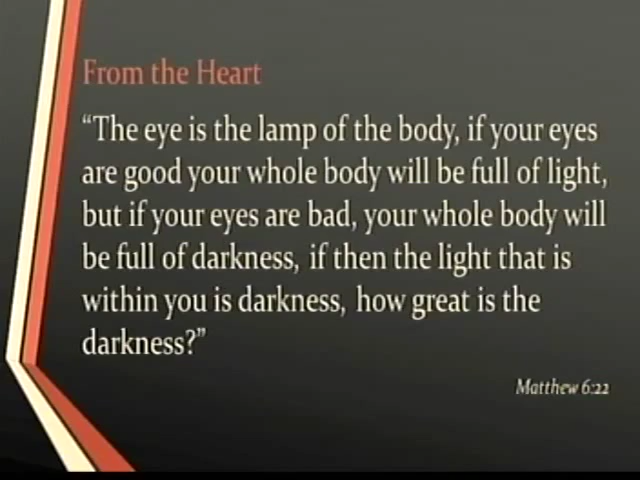 From the Heart
“The eye is the lamp of the body, if your eyes
are good your whole body will be full of light,
but if your eyes are bad, your whole body will
be full of darkness, if then the light that is
within you is darkness, how great is the
darkness?”
Matthew 6:22